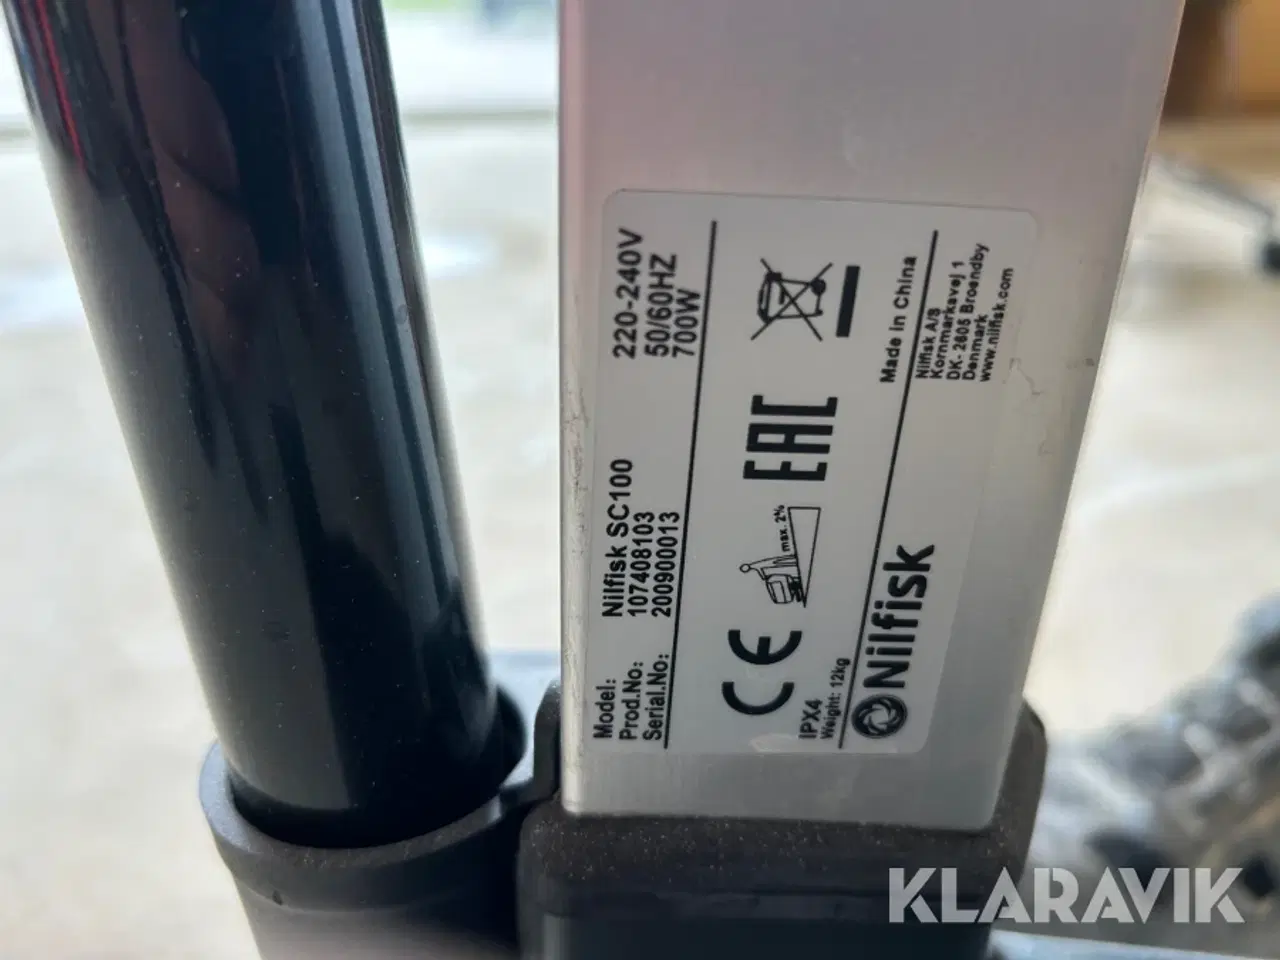 Model: Nilfisk SC100
Prod.No: 107408103
Serial.No: 200900013
220-240V
50/60HZ
700W
CE
max. 2%
EAC
IPX4
Weight: 12kg
Nilfisk
Made in China
Nilfisk A/S
Kornmarksvej 1
DK- 2605 Broendby
Denmark
www.nilfisk.com
KLARAVIK